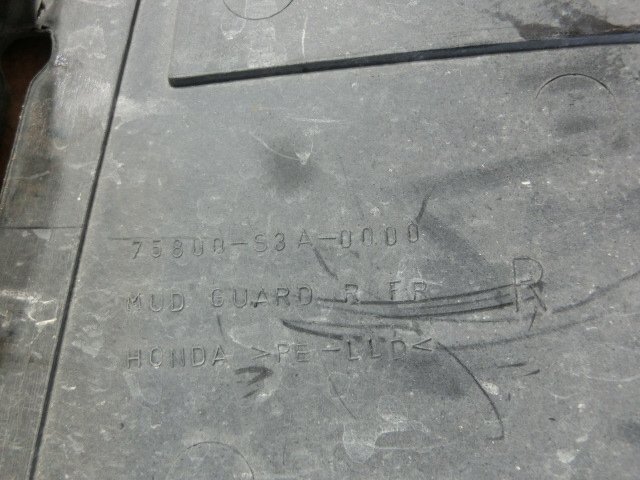 75800-S3A-0000
MUD GUARD R FR R
HONDA >PE-LLD<